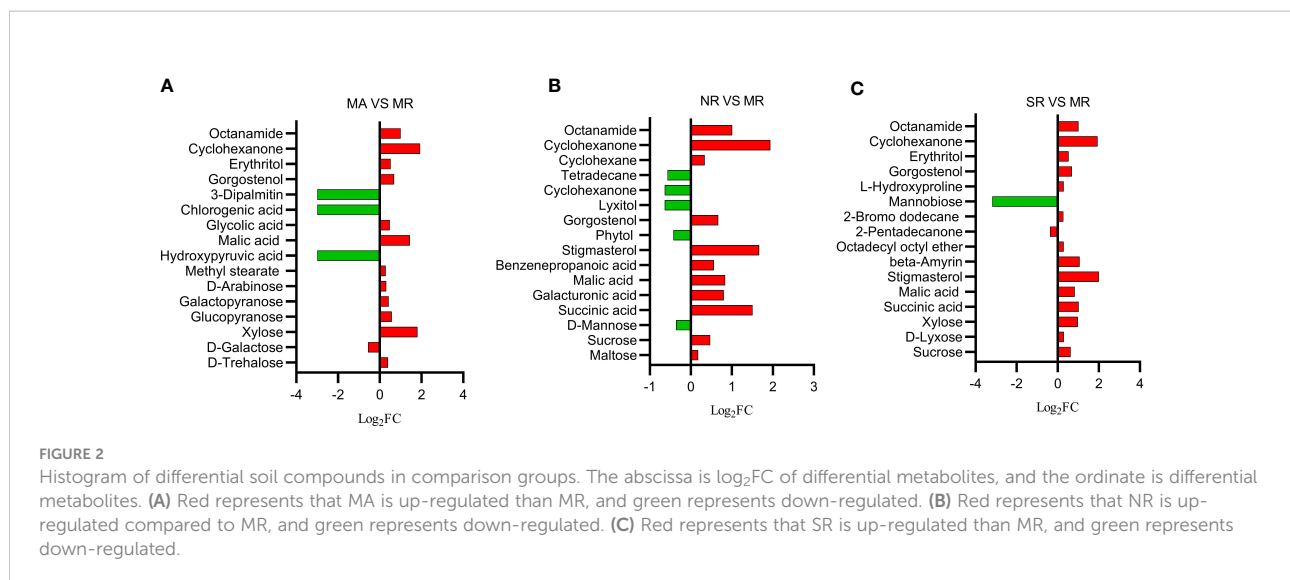 A
MA VS MR
Octanamide
Cyclohexanone
Erythritol
Gorgostenol
3-Dipalmitin
Chlorogenic acid
Glycolic acid
Malic acid
Hydroxypyruvic acid
Methyl stearate
D-Arabinose
Galactopyranose
Glucopyranose
Xylose
D-Galactose
D-Trehalose
-4 -2 0 2 4
Log₂FC
B
NR VS MR
Octanamide
Cyclohexanone
Cyclohexane
Tetradecane
Cyclohexanone
Lyxitol
Gorgostenol
Phytol
Stigmasterol
Benzenepropanoic acid
Malic acid
Galacturonic acid
Succinic acid
D-Mannose
Sucrose
Maltose
-1 0 1 2 3
Log₂FC
C
SR VS MR
Octanamide
Cyclohexanone
Erythritol
Gorgostenol
L-Hydroxyproline
Mannobiose
2-Bromo dodecane
2-Pentadecanone
Octadecyl octyl ether
beta-Amyrin
Stigmasterol
Malic acid
Succinic acid
Xylose
D-Lyxose
Sucrose
-4 -2 0 2 4
Log₂FC
FIGURE 2
Histogram of differential soil compounds in comparison groups. The abscissa is log₂FC of differential metabolites, and the ordinate is differential
metabolites. (A) Red represents that MA is up-regulated than MR, and green represents down-regulated. (B) Red represents that NR is up-
regulated compared to MR, and green represents down-regulated. (C) Red represents that SR is up-regulated than MR, and green represents
down-regulated.